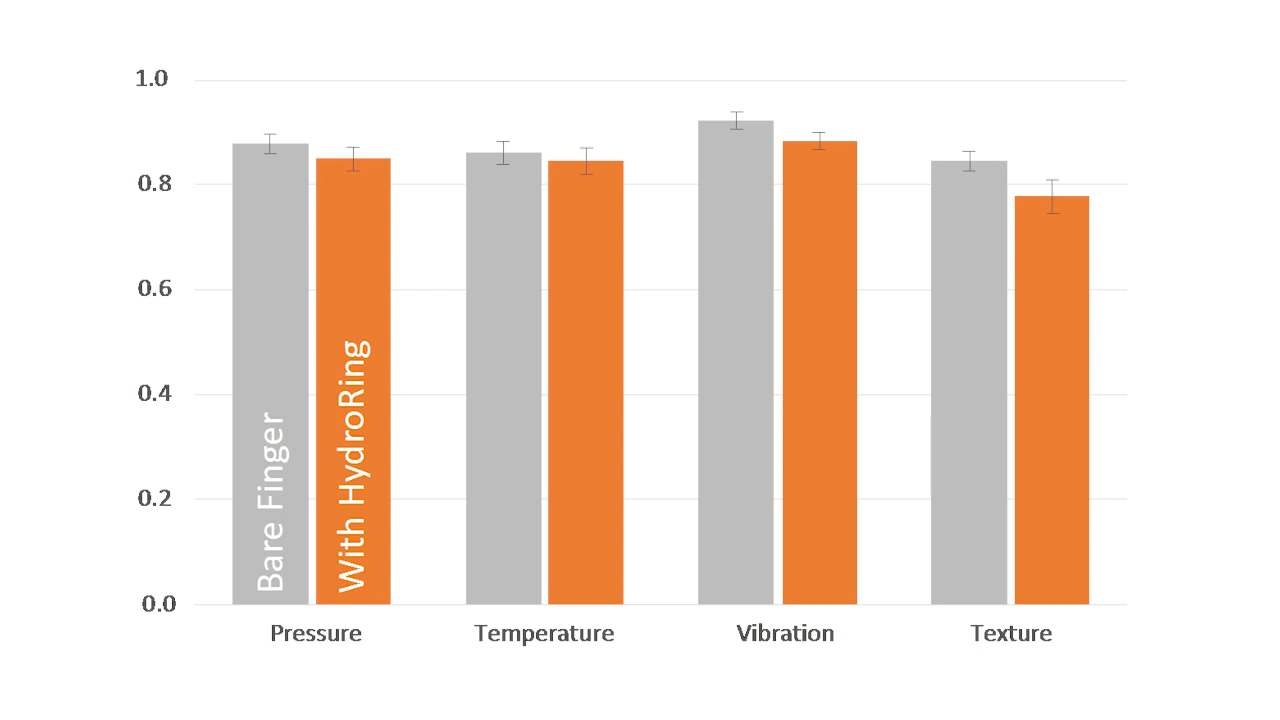 1.0
0.8
0.6
0.4
0.2
0.0
Bare Finger
With HydroRing
Pressure
Temperature
Vibration
Texture